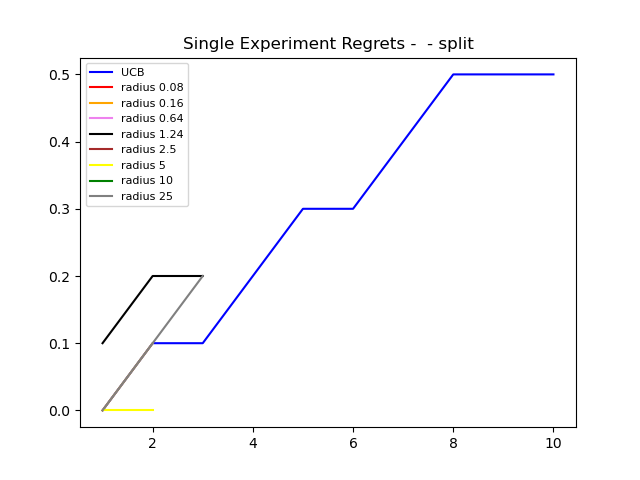 Single Experiment Regrets -  - split
UCB
radius 0.08
radius 0.16
radius 0.64
radius 1.24
radius 2.5
radius 5
radius 10
radius 25
0.5
0.4
0.3
0.2
0.1
0.0
2 4 6 8 10